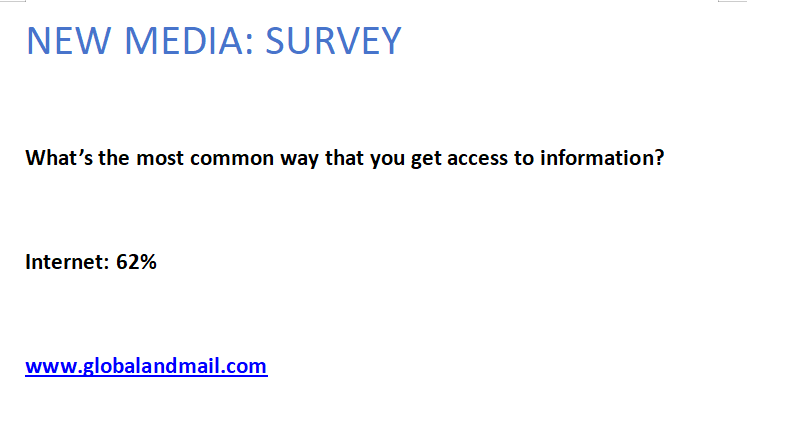 NEW MEDIA: SURVEY
What’s the most common way that you get access to information?
Internet: 62%
www.globalandmail.com